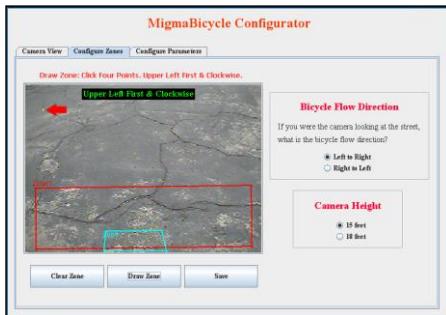 MigmaBicycle Configurator
Camera View
Configure Zones
Configure Parameters
Draw Zone: Click Four Points. Upper Left First & Clockwise.
Upper Left First & Clockwise
Bicycle Flow Direction
If you were the camera looking at the street,
what is the bicycle flow direction?
Left to Right
Right to Left
Camera Height
15 feet
18 feet
Clear Zone
Draw Zone
Save